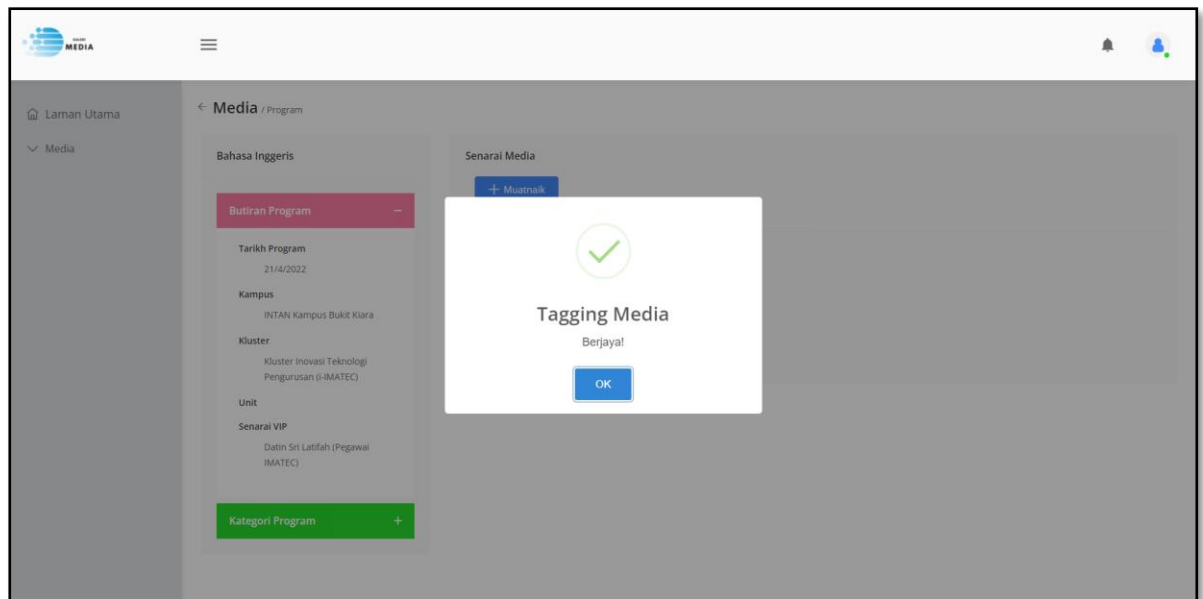 GALERI
MEDIA
Laman Utama
Media
Media / Program
Bahasa Inggeris
Butiran Program
Tarikh Program
21/4/2022
Kampus
INTAN Kampus Bukit Kiara
Kluster
Kluster Inovasi Teknologi
Pengurusan (i-IMATEC)
Unit
Senarai VIP
Datin Sri Latifah (Pegawai
IMATEC)
Kategori Program
Senarai Media
Muatnaik
Tagging Media
Berjaya!
OK